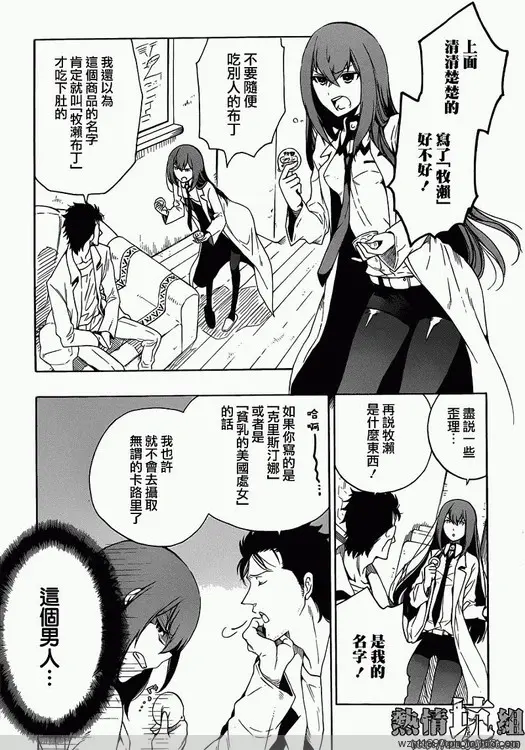 上面
清清楚楚的
寫了「牧瀨」
好不好！
不要隨便
吃別人的布丁
我還以為
這個商品的名字
肯定就叫「牧瀨布丁」
才吃下肚的
盡說一些
歪理…
再說牧瀨
是什麼東西
是我的
名字！
哈啊～
如果你寫的是
「克里斯汀娜」
或者是
「貧乳的美國處女」
的話
我也許
就不會去攝取
無謂的卡路里了
這個男人…
熱情坑組